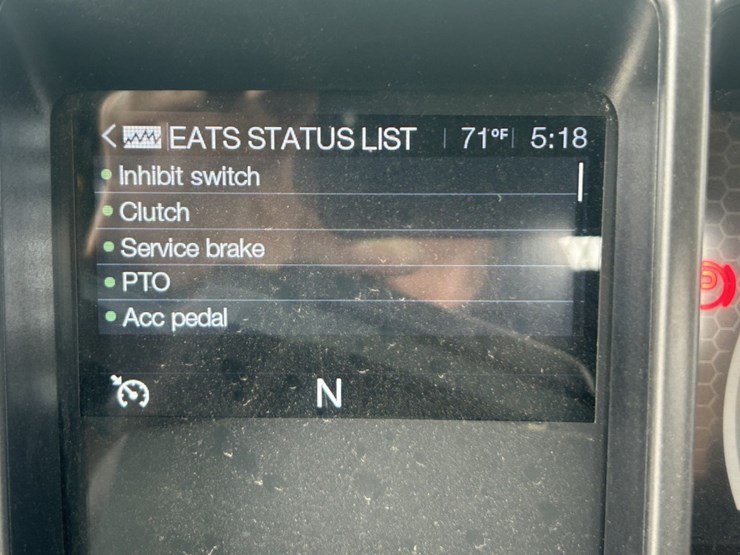 EATS STATUS LIST 71°F 5:18
Inhibit switch
Clutch
Service brake
PTO
Acc pedal
N